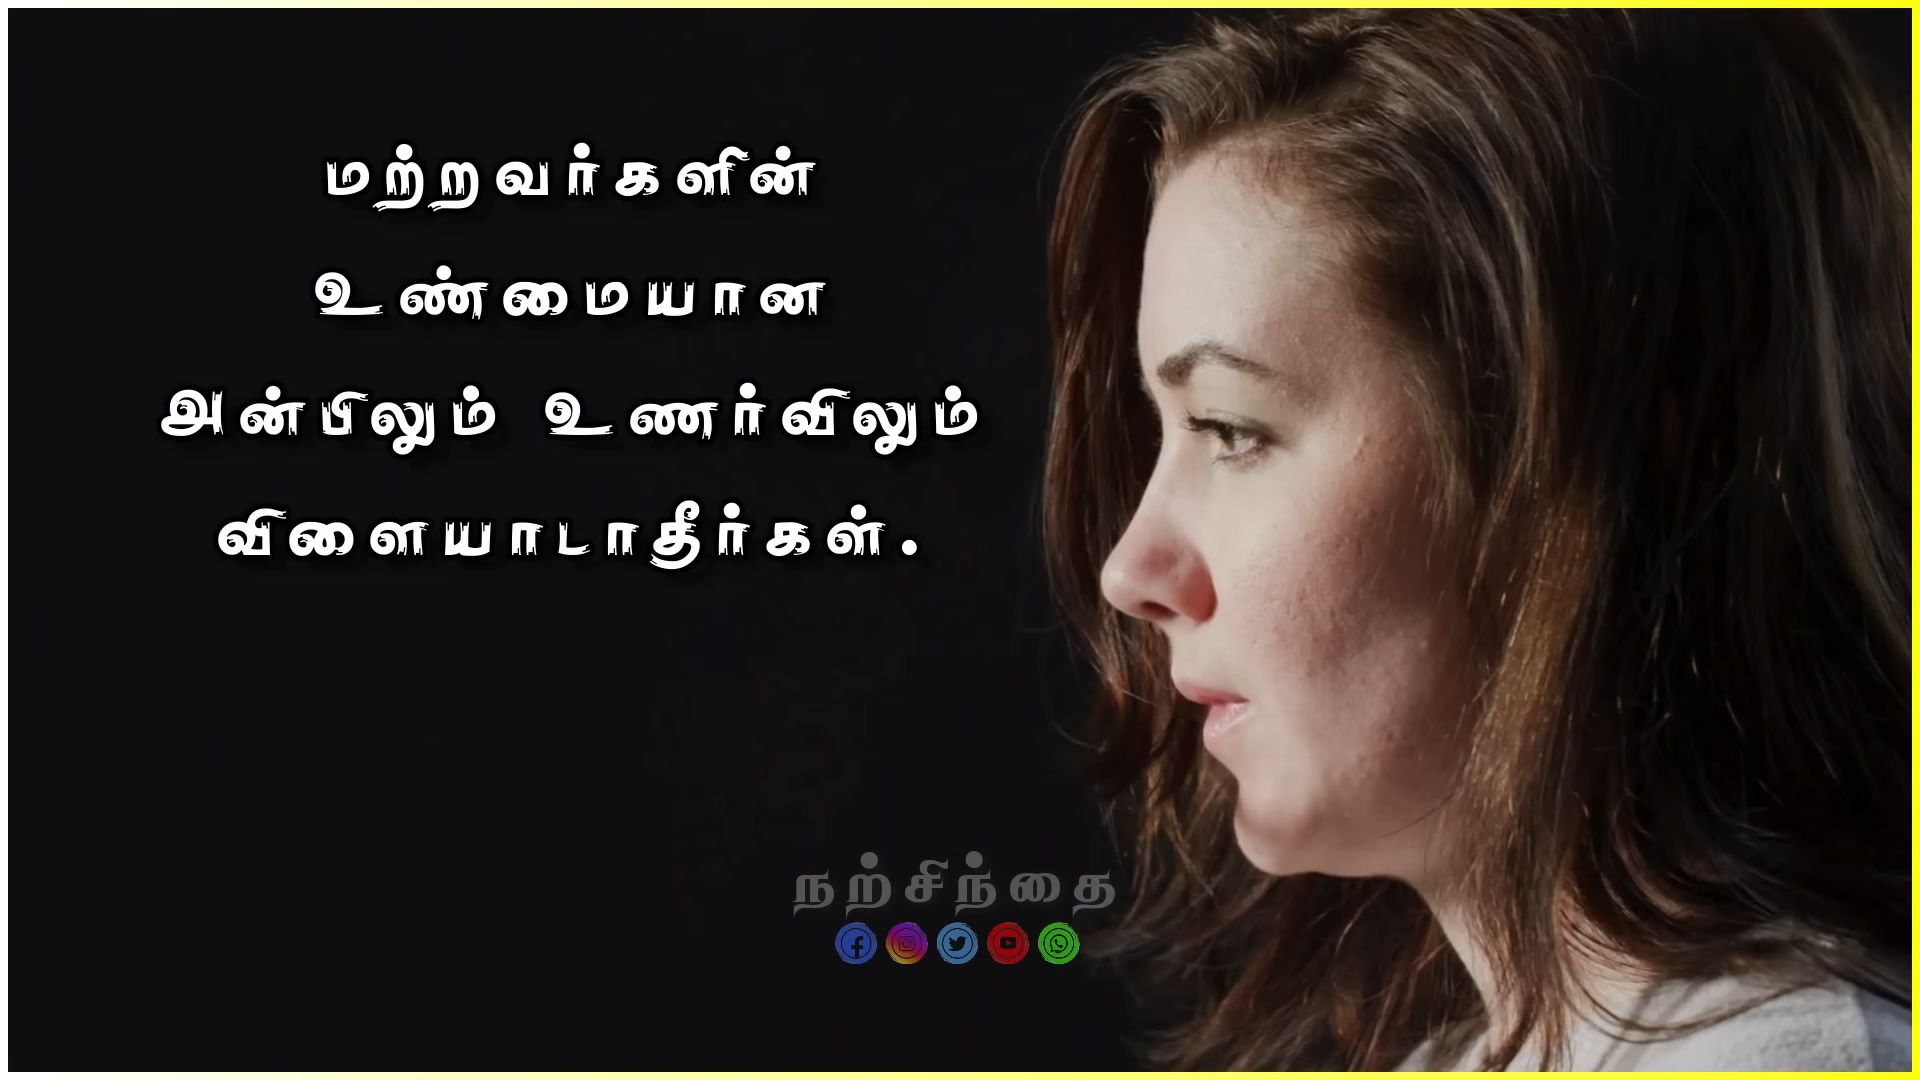 மற்றவர்களின்
உண்மையான
அன்பிலும் உணர்விலும்
விளையாடாதீர்கள்.
நற்சிந்தை